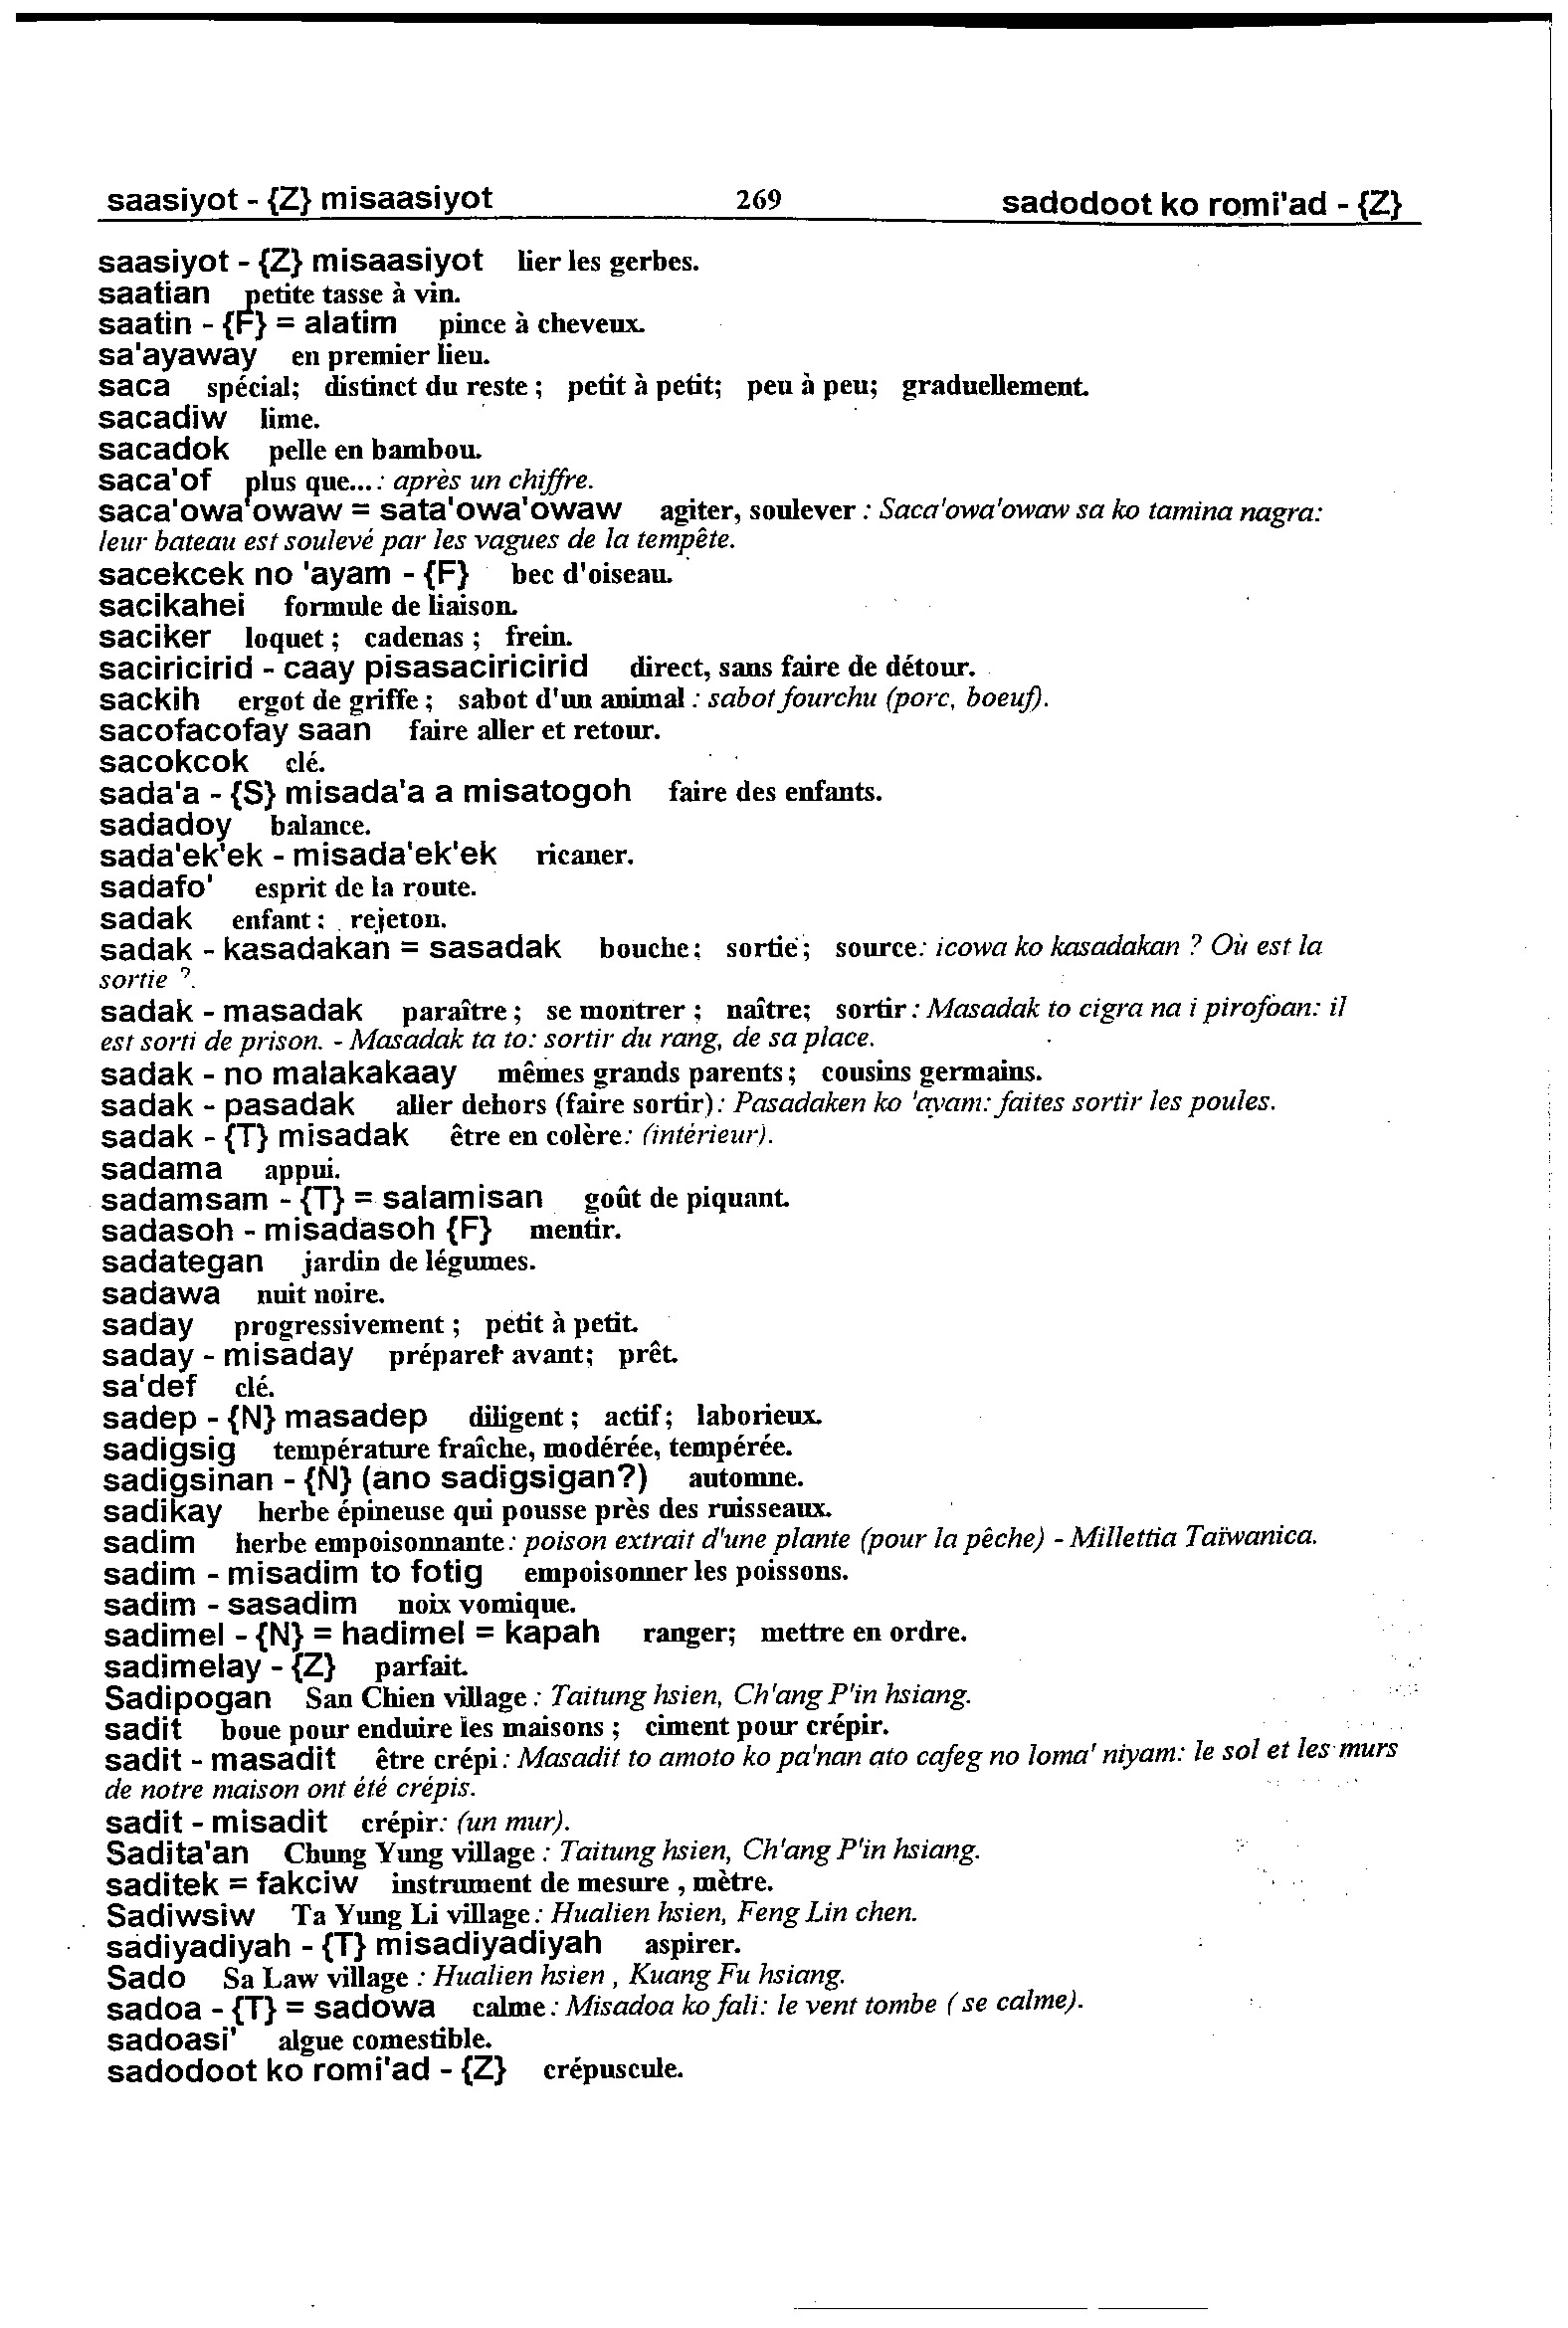 saasiyot - {Z} misaasiyot 269 sadodoot ko romi'ad - {Z}
saasiyot - {Z} misaasiyot lier les gerbes.
saatian petite tasse à vin.
saatin - {F} = alatim pince à cheveux.
sa'ayaway en premier lieu.
saca spécial; distinct du reste ; petit à petit; peu à peu; graduellement.
sacadiw lime.
sacadok pelle en bambou.
saca'of plus que...: après un chiffre.
saca'owa'owaw = sata'owa'owaw agiter, soulever : Saca'owa'owaw sa ko tamina nagra:
leur bateau est soulevé par les vagues de la tempête.
sacekcek no 'ayam - {F} bec d'oiseau.
sacikahei formule de liaison.
saciker loquet ; cadenas ; frein.
saciricirid - caay pisasaciricirid direct, sans faire de détour.
sackih ergot de griffe ; sabot d'un animal : sabot fourchu (porc, boeuf).
sacofacofay saan faire aller et retour.
sacokcok clé.
sada'a - {S} misada'a a misatogoh faire des enfants.
sadadoy balance.
sada'ek'ek - misada'ek'ek ricaner.
sadafo' esprit de la route.
sadak enfant ; rejeton.
sadak - kasadakan = sasadak bouche; sortie ; source: icowa ko kasadakan ? Où est la
sortie ?.
sadak - masadak paraître ; se montrer ; naître; sortir : Masadak to cigra na i pirofoan: il
est sorti de prison. - Masadak ta to: sortir du rang, de sa place.
sadak - no malakakaay mêmes grands parents ; cousins germains.
sadak - pasadak aller dehors (faire sortir): Pasadaken ko 'ayam: faites sortir les poules.
sadak - {T} misadak être en colère: (intérieur).
sadama appui.
sadamsam - {T} = salamisan goût de piquant.
sadasoh - misadasoh {F} mentir.
sadategan jardin de légumes.
sadawa nuit noire.
saday progressivement ; petit à petit.
saday - misaday préparer avant; prêt.
sa'def clé.
sadep - {N} masadep diligent ; actif ; laborieux.
sadigsig température fraîche, modérée, tempérée.
sadigsinan - {N} (ano sadigsigan?) automne.
sadikay herbe épineuse qui pousse près des ruisseaux.
sadim herbe empoisonnante: poison extrait d'une plante (pour la pêche) - Millettia Taïwanica.
sadim - misadim to fotig empoisonner les poissons.
sadim - sasadim noix vomique.
sadimel - {N} = hadimel = kapah ranger; mettre en ordre.
sadimelay - {Z} parfait.
Sadipogan San Chien village : Taitung hsien, Ch'ang P'in hsiang.
sadit boue pour enduire les maisons ; ciment pour crépir.
sadit - masadit être crépi : Masadit to amoto ko pa'nan ato cafeg no loma' niyam: le sol et les murs
de notre maison ont été crépis.
sadit - misadit crépir: (un mur).
Sadita'an Chung Yung village : Taitung hsien, Ch'ang P'in hsiang.
saditek = fakciw instrument de mesure , mètre.
Sadiwsiw Ta Yung Li village : Hualien hsien, Feng Lin chen.
sadiyadiyah - {T} misadiyadiyah aspirer.
Sado Sa Law village : Hualien hsien , Kuang Fu hsiang.
sadoa - {T} = sadowa calme : Misadoa ko fali: le vent tombe ( se calme).
sadoasi' algue comestible.
sadodoot ko romi'ad - {Z} crépuscule.